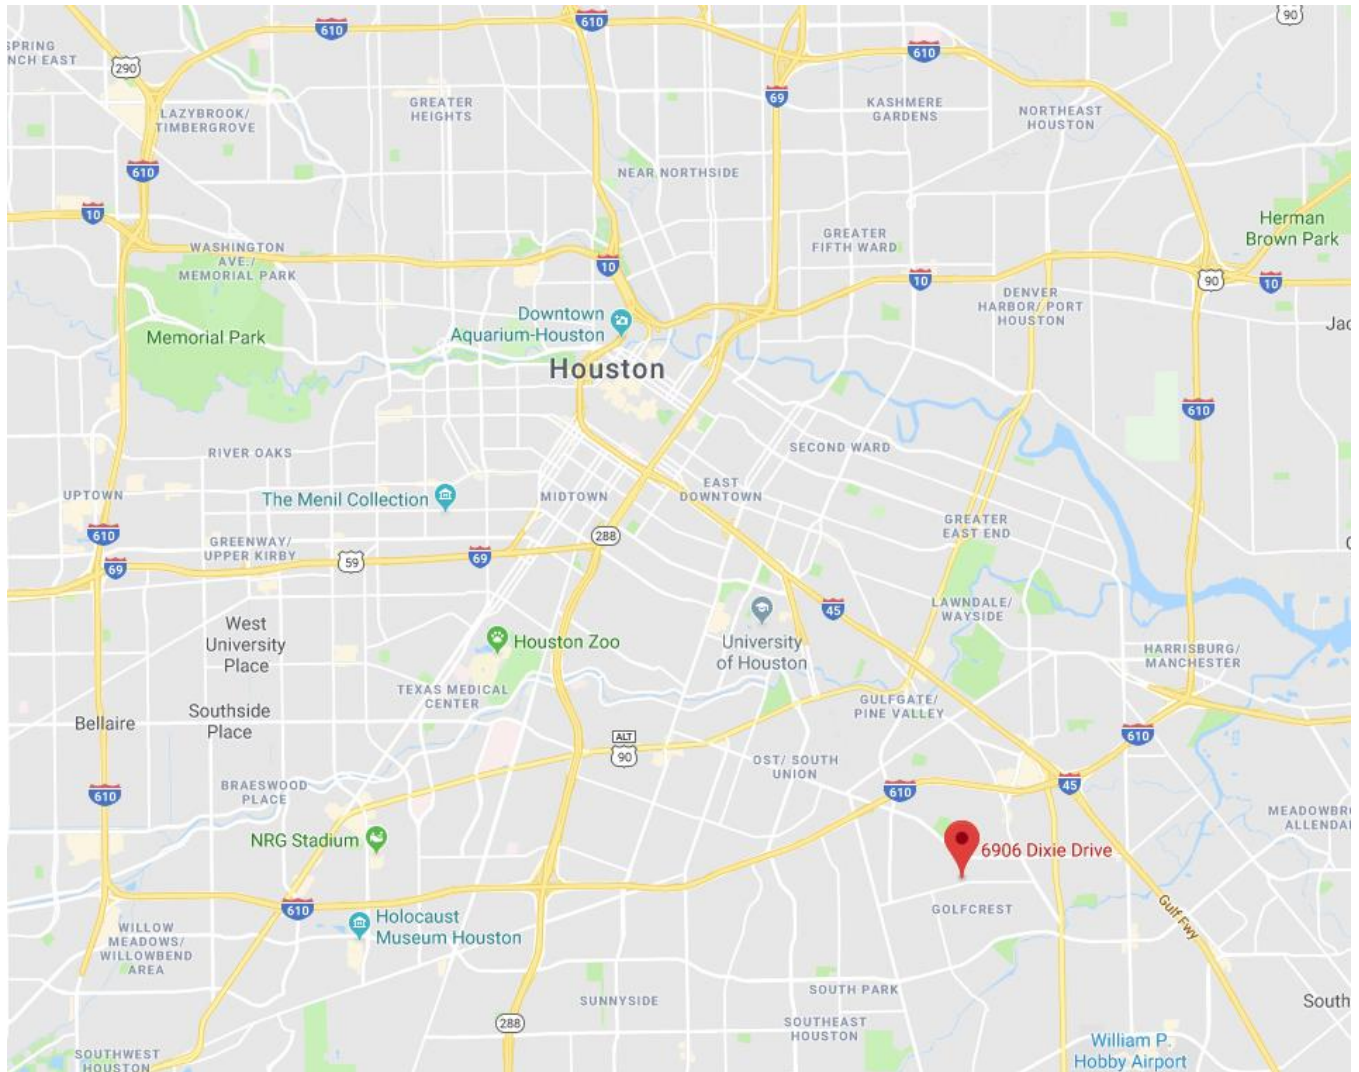 610
610
90
SPRING
NCH EAST
290
610
69
GREATER
HEIGHTS
KASHMERE
GARDENS
NORTHEAST
HOUSTON
LAZYBROOK/
TIMBERGROVE
610
NEAR NORTHSIDE
10
Herman
Brown Park
WASHINGTON
AVE./
MEMORIAL PARK
GREATER
FIFTH WARD
10
10
90
10
DENVER
HARBOR/ PORT
HOUSTON
Downtown
Aquarium-Houston
Memorial Park
Jac
Houston
610
RIVER OAKS
SECOND WARD
UPTOWN
The Menil Collection
MIDTOWN
EAST
DOWNTOWN
610
GREENWAY/
UPPER KIRBY
59
69
69
288
GREATER
EAST END
45
LAWNDALE/
WAYSIDE
West
University
Place
Houston Zoo
University
of Houston
HARRISBURG/
MANCHESTER
TEXAS MEDICAL
CENTER
GULFGATE/
PINE VALLEY
Bellaire
Southside
Place
ALT
90
610
OST/ SOUTH
UNION
610
BRAESWOOD
PLACE
610
45
MEADOWBR
ALLENDA
NRG Stadium
6906 Dixie Drive
610
Holocaust
Museum Houston
GOLFCREST
Gulf Fwy
WILLOW
MEADOWS/
WILLOWBEND
AREA
SUNNYSIDE
SOUTH PARK
South
288
SOUTHEAST
HOUSTON
William P.
Hobby Airport
SOUTHWEST
HOUSTON